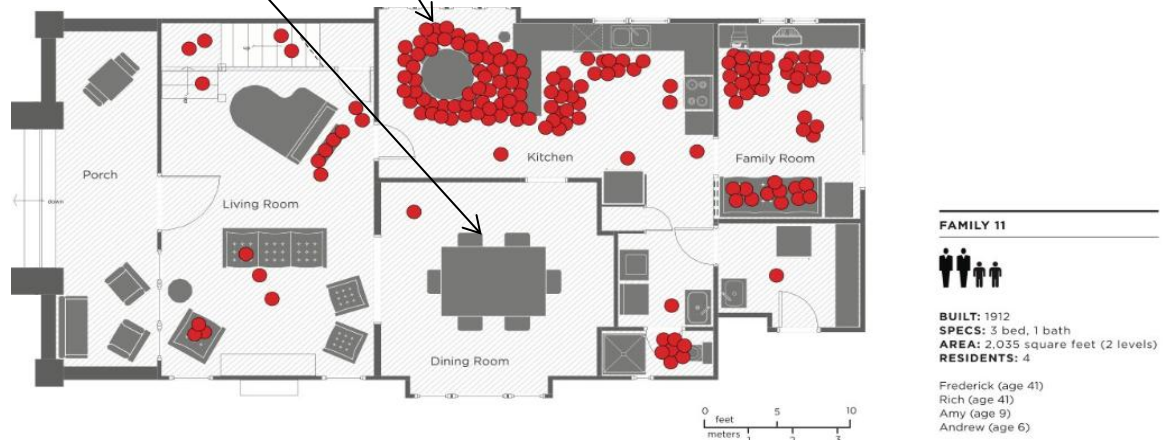 Porch
down
Living Room
Kitchen
Family Room
Dining Room
0 feet 5 10
meters 1 2 3
FAMILY 11
BUILT: 1912
SPECS: 3 bed, 1 bath
AREA: 2,035 square feet (2 levels)
RESIDENTS: 4
Frederick (age 41)
Rich (age 41)
Amy (age 9)
Andrew (age 6)